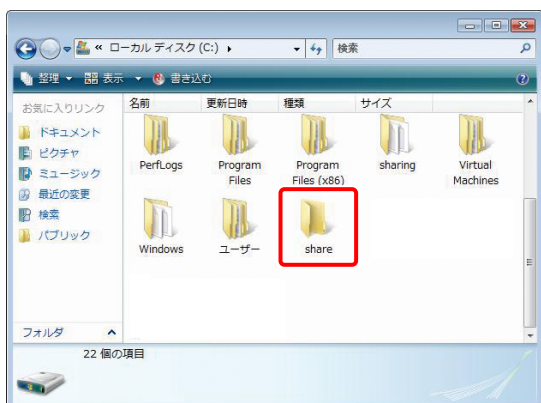 « ローカル ディスク (C:) ▸
検索
整理 ▼ 表示 ▼ 書き込む
お気に入りリンク
ドキュメント
ピクチャ
ミュージック
最近の変更
検索
パブリック
フォルダ
名前 更新日時 種類 サイズ
PerfLogs
Program
Files
Program
Files (x86)
sharing
Virtual
Machines
Windows
ユーザー
share
22 個の項目